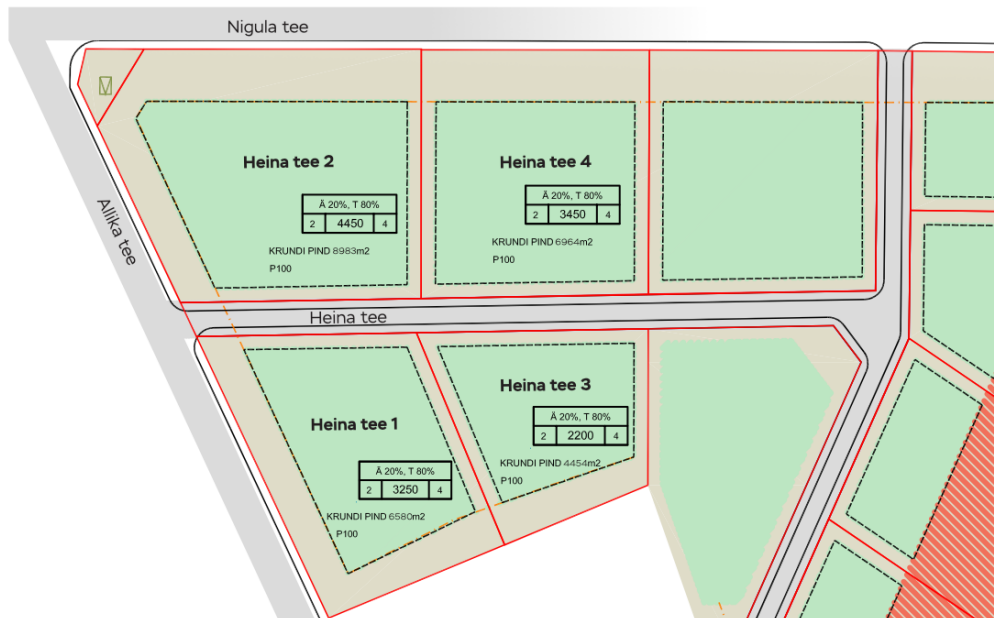 Nigula tee
Allika tee
Heina tee 2
Ä 20%, T 80%
2 4450 4
KRUNDI PIND 8983m2
P100
Heina tee 4
Ä 20%, T 80%
2 3450 4
KRUNDI PIND 6964m2
P100
Heina tee
Heina tee 1
Ä 20%, T 80%
2 3250 4
KRUNDI PIND 6580m2
P100
Heina tee 3
Ä 20%, T 80%
2 2200 4
KRUNDI PIND 4454m2
P100